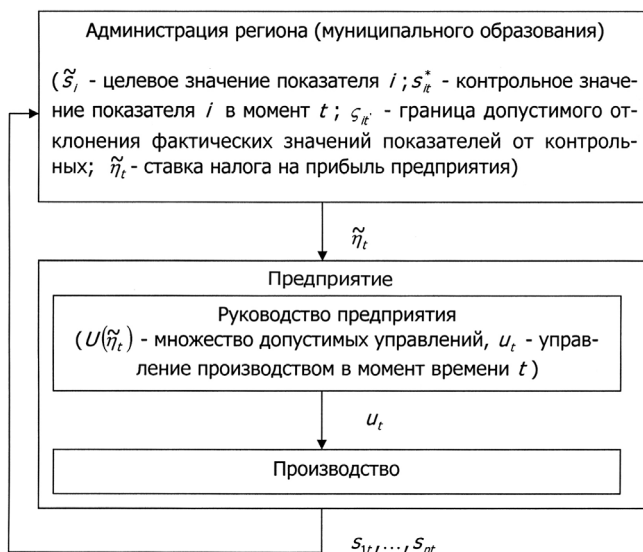 Администрация региона (муниципального образования)
( s̃ᵢ - целевое значение показателя i ; s*ᵢₜ - контрольное значе-
ние показателя i в момент t ; ςᵢₜ - граница допустимого от-
клонения фактических значений показателей от контроль-
ных; η̃ₜ - ставка налога на прибыль предприятия)
η̃ₜ
Предприятие
Руководство предприятия
( U(η̃ₜ) - множество допустимых управлений, uₜ - управ-
ление производством в момент времени t )
uₜ
Производство
s₁ₜ,...,sₙₜ